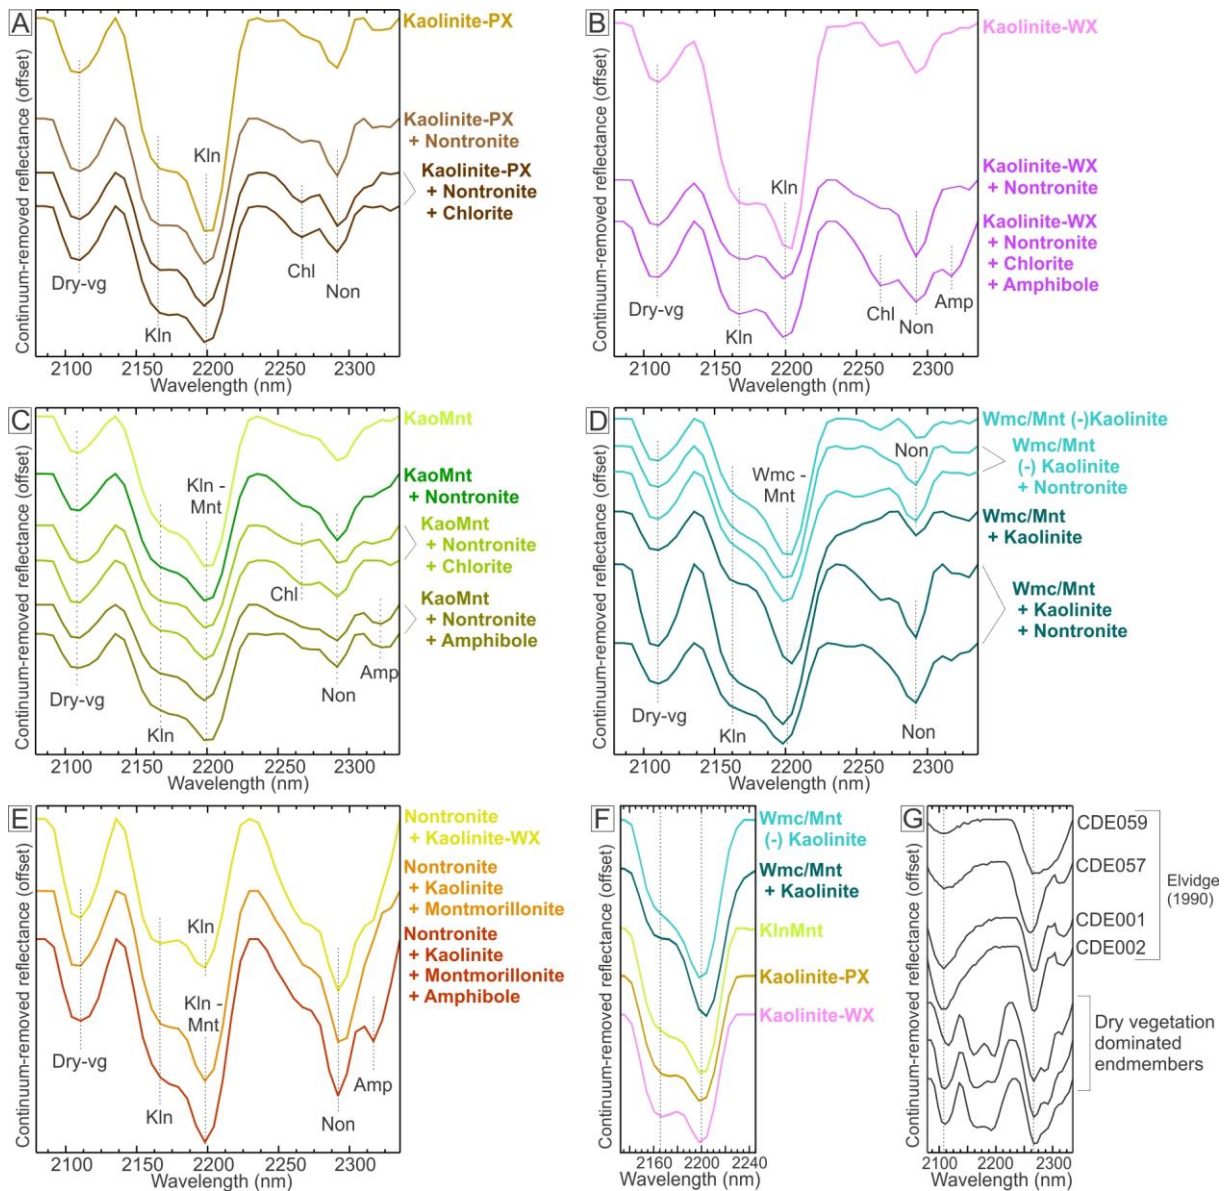 A
Continuum-removed reflectance (offset)
Kaolinite-PX
Kaolinite-PX
+ Nontronite
Kaolinite-PX
+ Nontronite
+ Chlorite
Kln
Dry-vg
Kln
Chl
Non
2100 2150 2200 2250 2300
Wavelength (nm)
B
Continuum-removed reflectance (offset)
Kaolinite-WX
Kaolinite-WX
+ Nontronite
Kaolinite-WX
+ Nontronite
+ Chlorite
+ Amphibole
Kln
Dry-vg
Kln
Chl
Non
Amp
2100 2150 2200 2250 2300
Wavelength (nm)
C
Continuum-removed reflectance (offset)
KaoMnt
KaoMnt
+ Nontronite
KaoMnt
+ Nontronite
+ Chlorite
KaoMnt
+ Nontronite
+ Amphibole
Kln -
Mnt
Chl
Dry-vg
Kln
Non
Amp
2100 2150 2200 2250 2300
Wavelength (nm)
D
Continuum-removed reflectance (offset)
Wmc/Mnt (-)Kaolinite
Wmc/Mnt
(-) Kaolinite
+ Nontronite
Wmc/Mnt
+ Kaolinite
Wmc/Mnt
+ Kaolinite
+ Nontronite
Non
Wmc -
Mnt
Dry-vg
Kln
Non
2100 2150 2200 2250 2300
Wavelength (nm)
E
Continuum-removed reflectance (offset)
Nontronite
+ Kaolinite-WX
Nontronite
+ Kaolinite
+ Montmorillonite
Nontronite
+ Kaolinite
+ Montmorillonite
+ Amphibole
Kln
Kln -
Mnt
Dry-vg
Kln
Non
Amp
2100 2150 2200 2250 2300
Wavelength (nm)
F
Continuum-removed reflectance (offset)
Wmc/Mnt
(-) Kaolinite
Wmc/Mnt
+ Kaolinite
KlnMnt
Kaolinite-PX
Kaolinite-WX
2160 2200 2240
Wavelength (nm)
G
Continuum-removed reflectance (offset)
CDE059
CDE057
CDE001
CDE002
Elvidge
(1990)
Dry vegetation
dominated
endmembers
2100 2200 2300
Wavelength (nm)